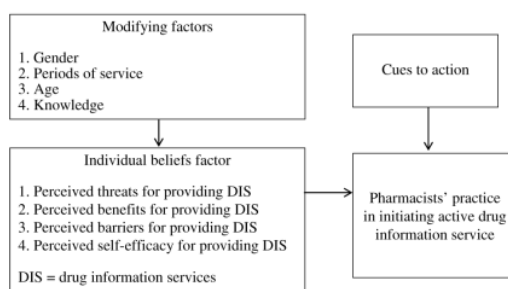 Modifying factors
1. Gender
2. Periods of service
3. Age
4. Knowledge
Cues to action
Individual beliefs factor
1. Perceived threats for providing DIS
2. Perceived benefits for providing DIS
3. Perceived barriers for providing DIS
4. Perceived self-efficacy for providing DIS
DIS = drug information services
Pharmacists’ practice
in initiating active drug
information service